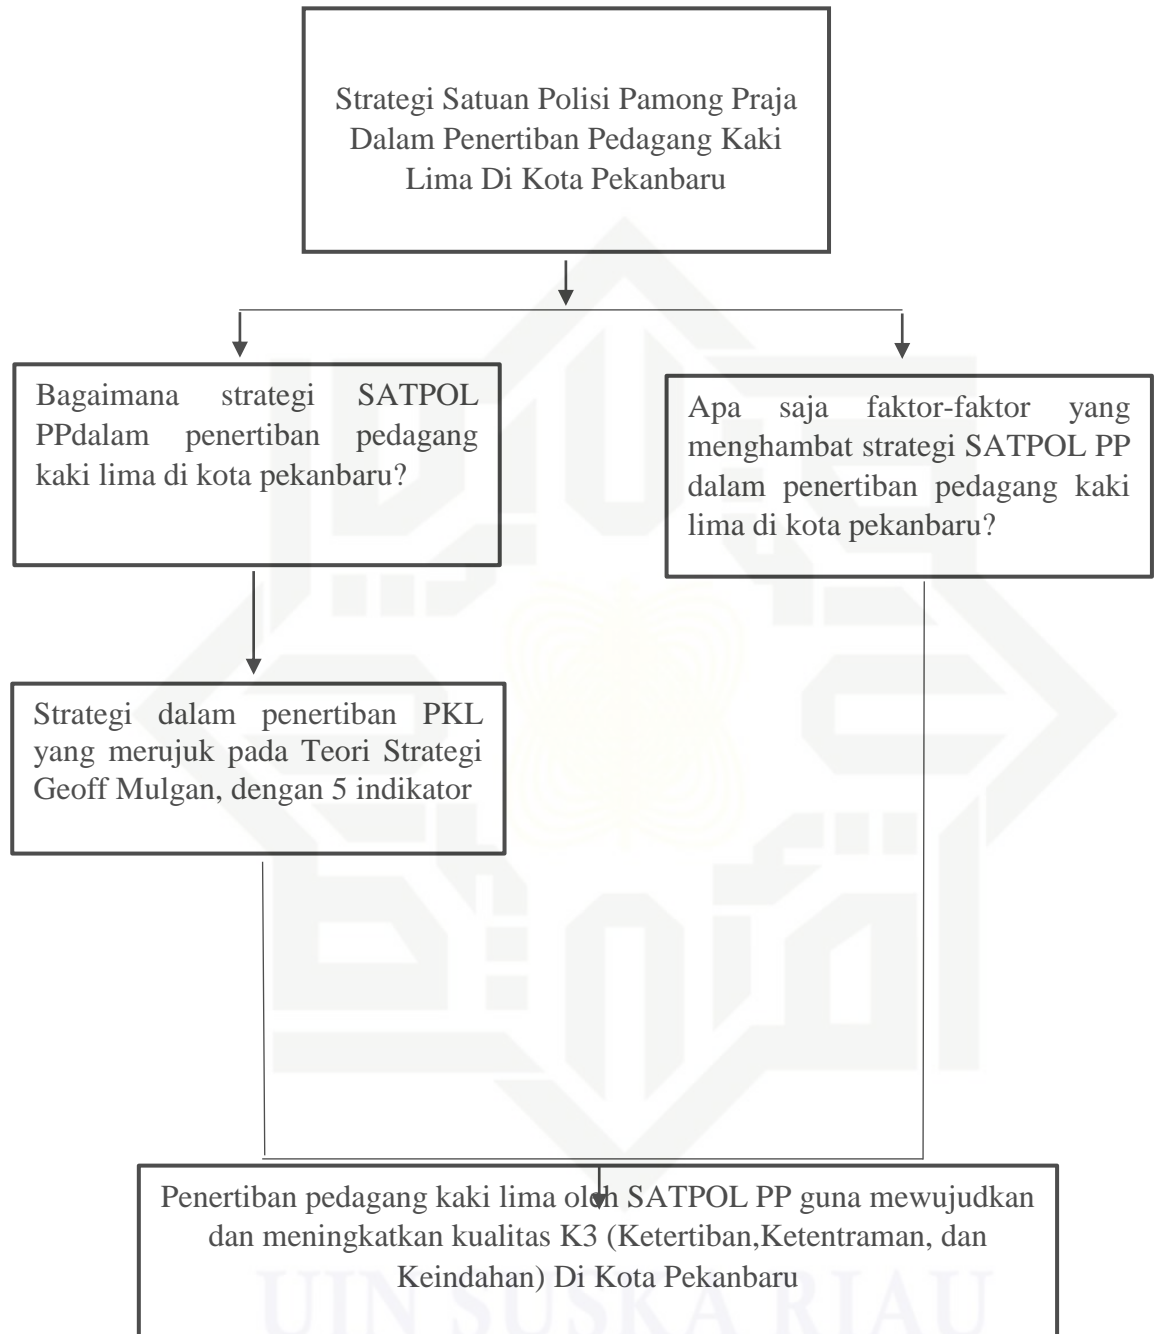 Strategi Satuan Polisi Pamong Praja
Dalam Penertiban Pedagang Kaki
Lima Di Kota Pekanbaru
Bagaimana strategi SATPOL
PPdalam penertiban pedagang
kaki lima di kota pekanbaru?
Apa saja faktor-faktor yang
menghambat strategi SATPOL PP
dalam penertiban pedagang kaki
lima di kota pekanbaru?
Strategi dalam penertiban PKL
yang merujuk pada Teori Strategi
Geoff Mulgan, dengan 5 indikator
Penertiban pedagang kaki lima oleh SATPOL PP guna mewujudkan
dan meningkatkan kualitas K3 (Ketertiban,Ketentraman, dan
Keindahan) Di Kota Pekanbaru
UIN SUSKA RIAU